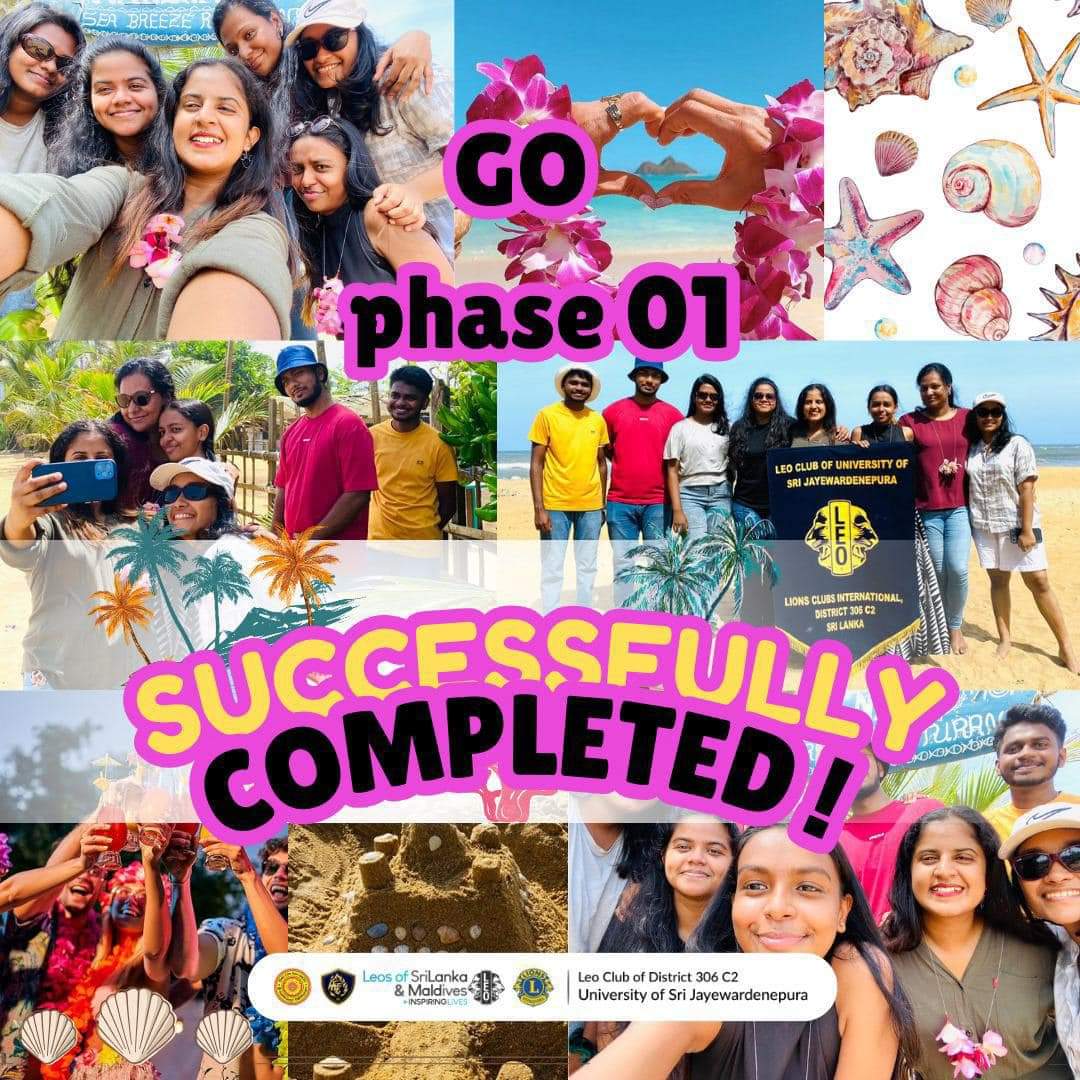 SEA BREEZE
GO
phase 01
LEO CLUB OF UNIVERSITY OF
SRI JAYEWARDENEPURA
LEO
LIONS CLUBS INTERNATIONAL,
DISTRICT 306 C2
SRI LANKA
SUCCESSFULLY
COMPLETED !
Leos of SriLanka
& Maldives
INSPIRING LIVES
LEO
L
Leo Club of District 306 C2
University of Sri Jayewardenepura